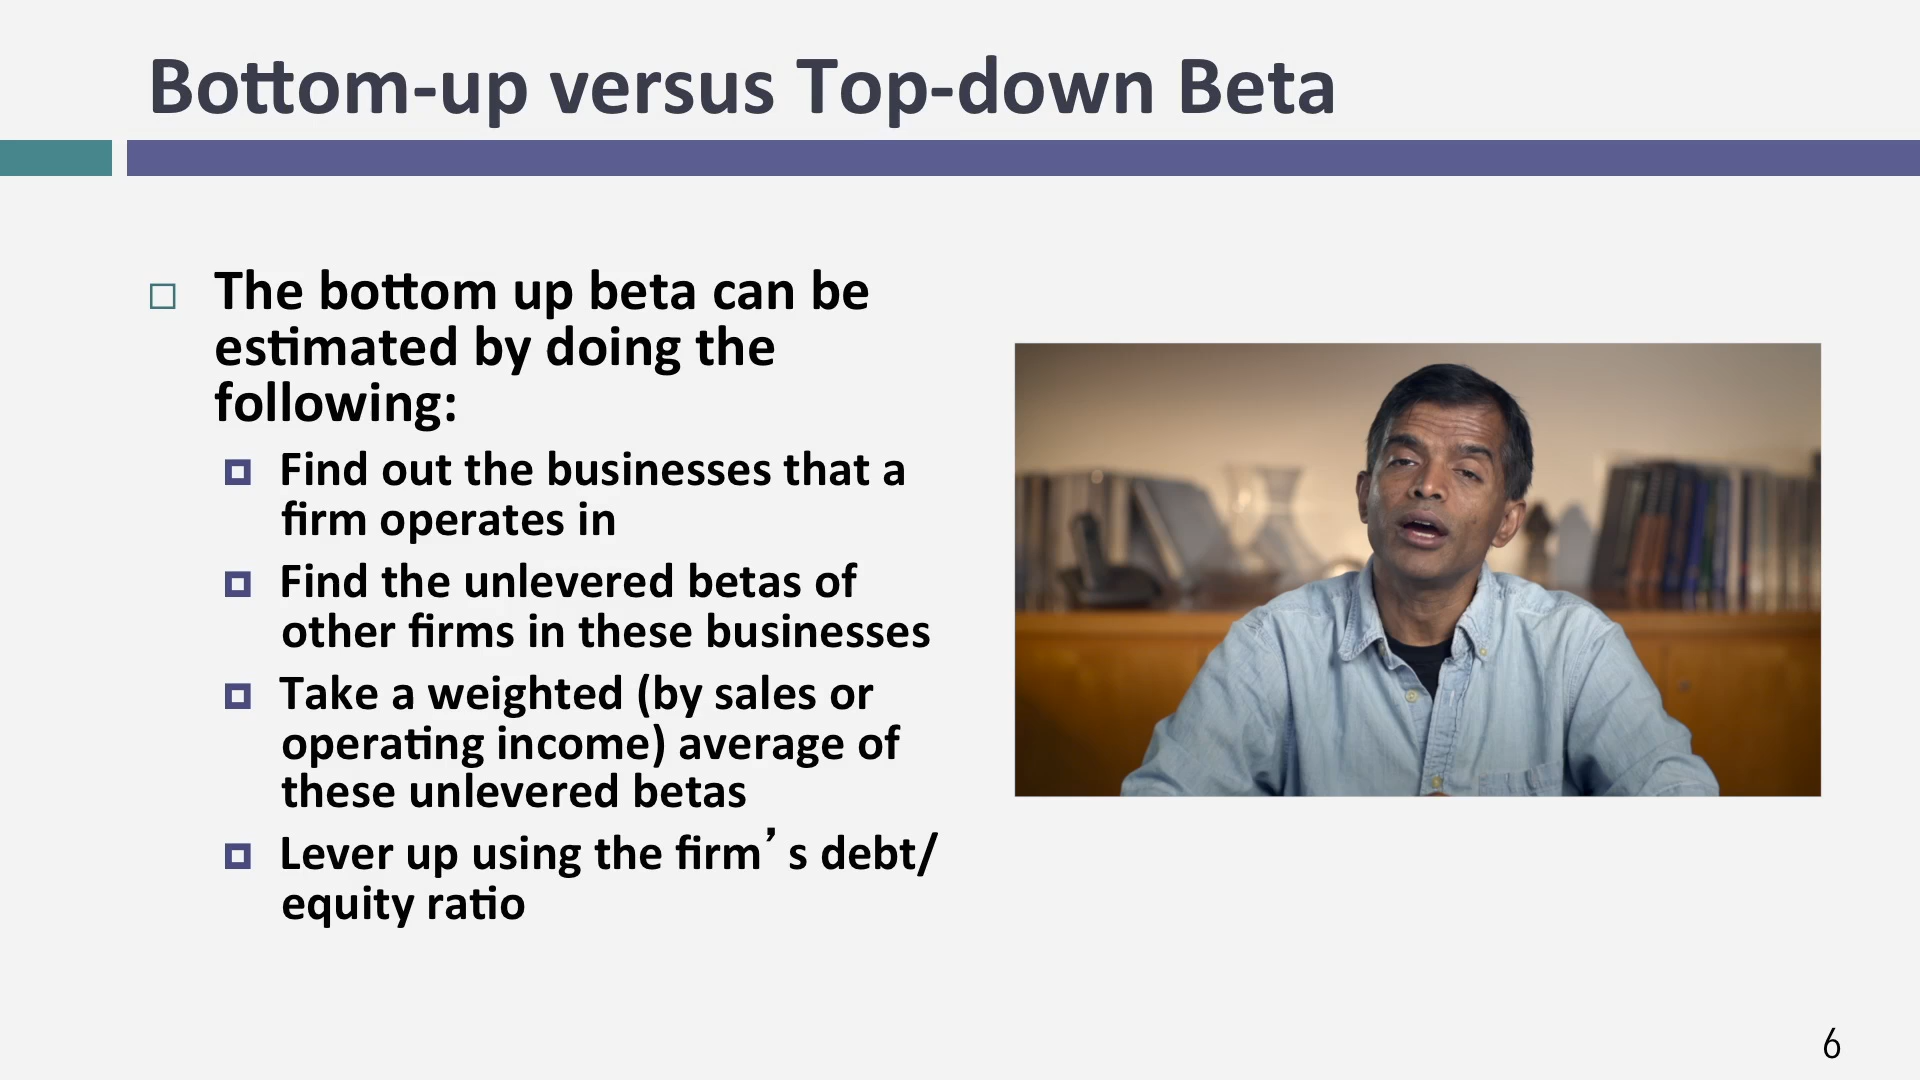 Bottom-up versus Top-down Beta
The bottom up beta can be
estimated by doing the
following:
Find out the businesses that a
firm operates in
Find the unlevered betas of
other firms in these businesses
Take a weighted (by sales or
operating income) average of
these unlevered betas
Lever up using the firm’s debt/
equity ratio
6